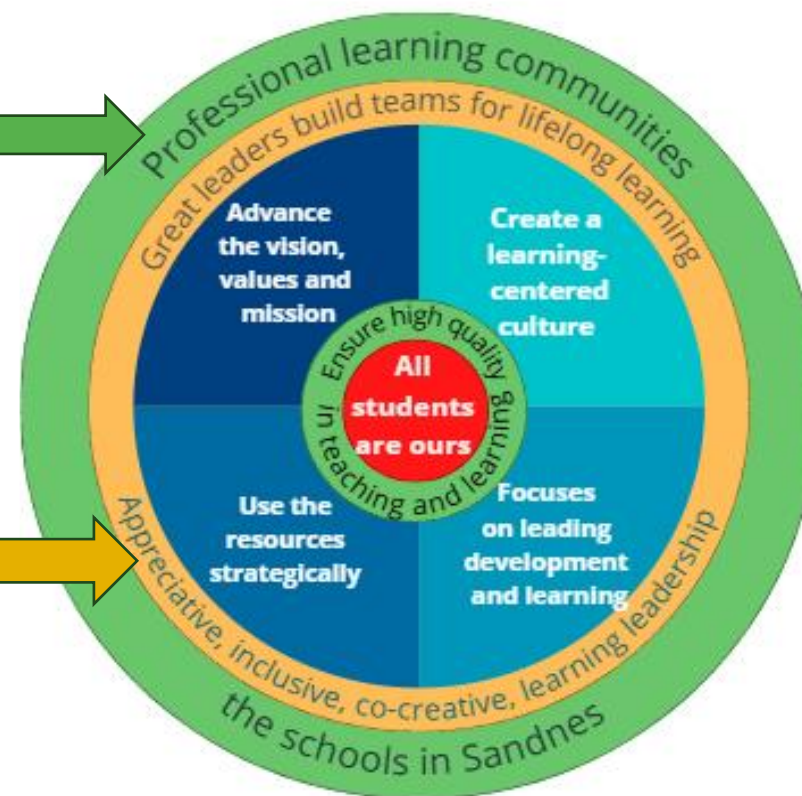 Professional learning communities
Great leaders build teams for lifelong learning
Advance
the vision,
values and
mission
Create a
learning-
centered
culture
Ensure high quality
in teaching and learning
All
students
are ours
Use the
resources
strategically
Focuses
on leading
development
and learning
Appreciative, inclusive, co-creative, learning leadership
the schools in Sandnes